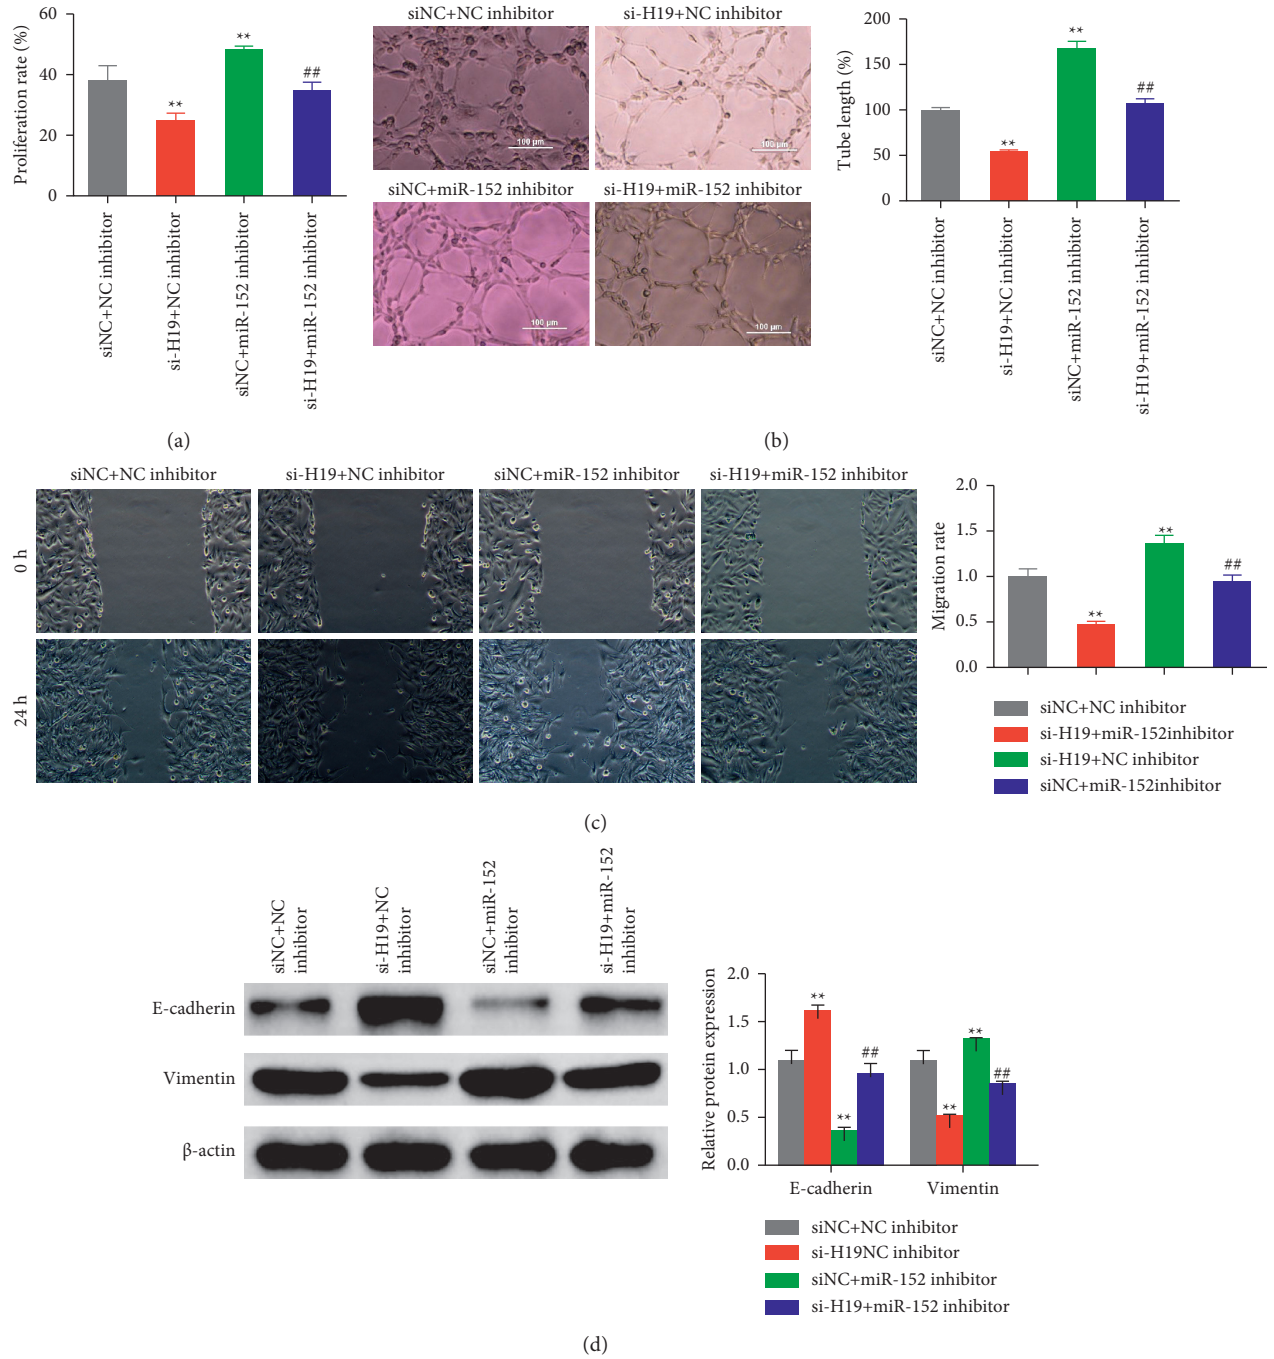 Proliferation rate (%)
60
40
20
0
**
**
##
siNC+NC inhibitor
si-H19+NC inhibitor
siNC+miR-152 inhibitor
si-H19+miR-152 inhibitor
(a)
siNC+NC inhibitor
si-H19+NC inhibitor
100 μm
100 μm
siNC+miR-152 inhibitor
si-H19+miR-152 inhibitor
100 μm
100 μm
Tube length (%)
200
150
100
50
0
**
**
##
siNC+NC inhibitor
si-H19+NC inhibitor
siNC+miR-152 inhibitor
si-H19+miR-152 inhibitor
(b)
siNC+NC inhibitor
si-H19+NC inhibitor
siNC+miR-152 inhibitor
si-H19+miR-152 inhibitor
0 h
24 h
Migration rate
2.0
1.5
1.0
0.5
0.0
**
**
##
siNC+NC inhibitor
si-H19+miR-152inhibitor
si-H19+NC inhibitor
siNC+miR-152inhibitor
(c)
siNC+NC
inhibitor
si-H19+NC
inhibitor
siNC+miR-152
inhibitor
si-H19+miR-152
inhibitor
E-cadherin
Vimentin
β-actin
Relative protein expression
2.0
1.5
1.0
0.5
0.0
**
**
##
**
**
##
E-cadherin
Vimentin
siNC+NC inhibitor
si-H19NC inhibitor
siNC+miR-152 inhibitor
si-H19+miR-152 inhibitor
(d)